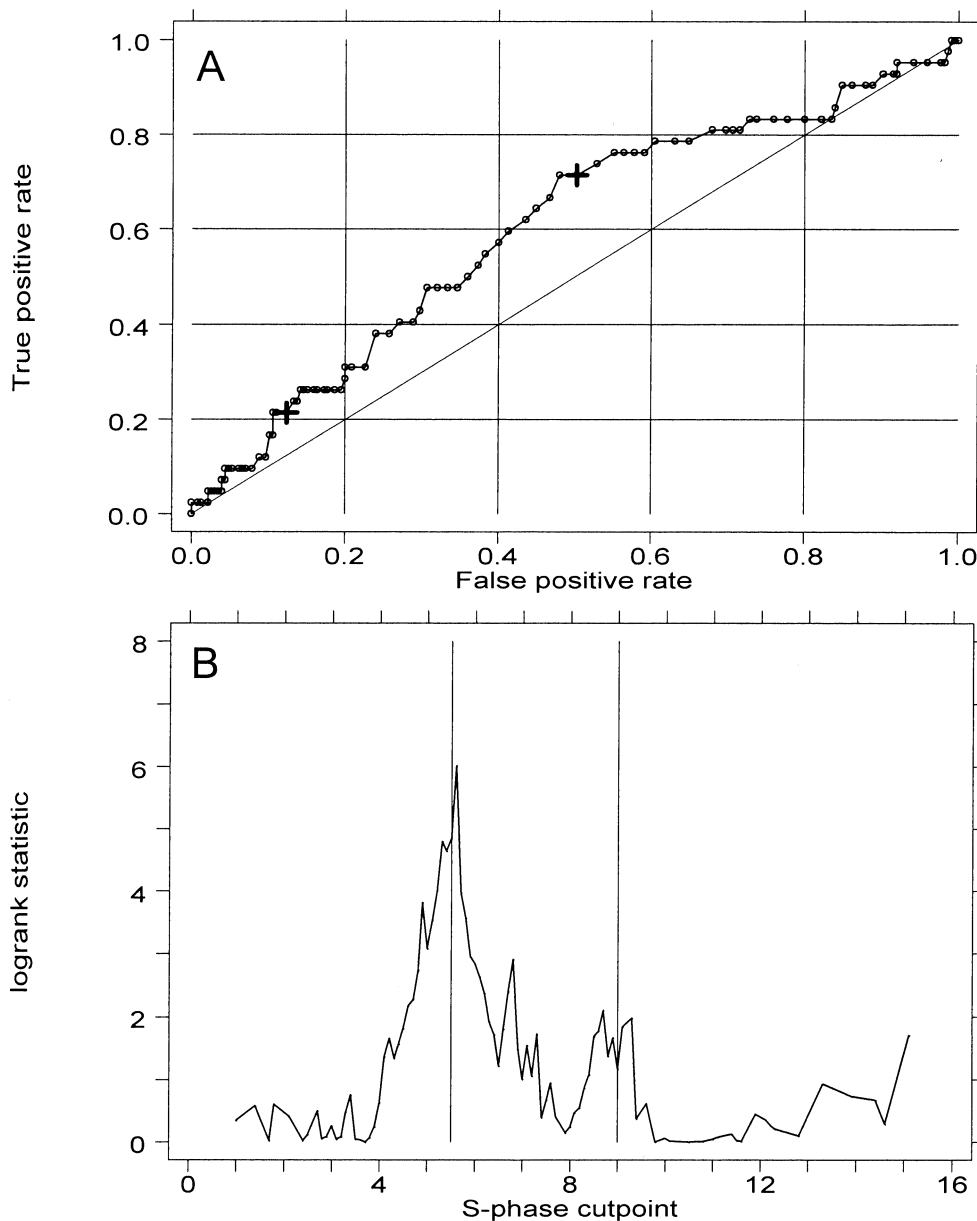 A
1.0
0.8
0.6
0.4
0.2
0.0
True positive rate
0.0 0.2 0.4 0.6 0.8 1.0
False positive rate
B
8
6
4
2
0
logrank statistic
0 4 8 12 16
S-phase cutpoint